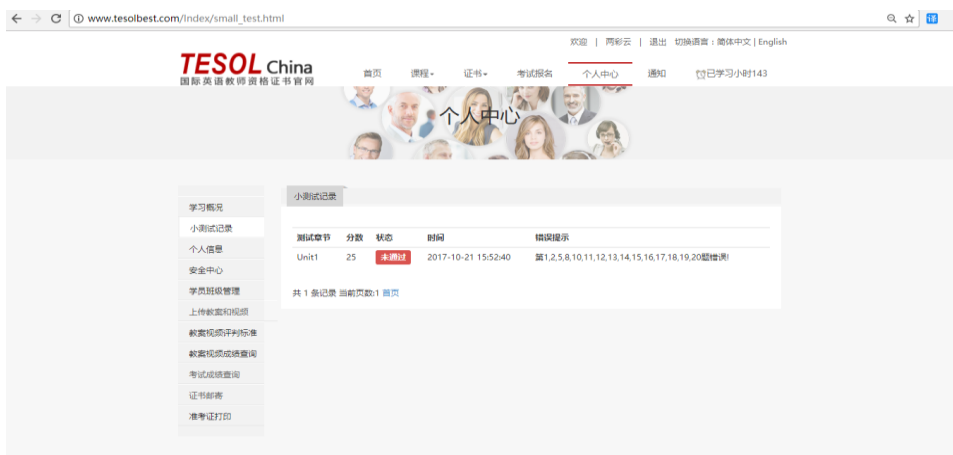 www.tesolbest.com/Index/small_test.html
译
欢迎 | 两彩云 | 退出 切换语言：简体中文 | English
TESOL China
国际英语教师资格证书官网
首页 课程 证书 考试报名 个人中心 通知 已学习小时143
个人中心
学习概况
小测试记录
个人信息
安全中心
学员班级管理
上传教案和视频
教案视频评判标准
教案视频成绩查询
考试成绩查询
证书邮寄
准考证打印
小测试记录
测试章节 分数 状态 时间 错误提示
Unit1 25 未通过 2017-10-21 15:52:40 第1,2,5,8,10,11,12,13,14,15,16,17,18,19,20题错误!
共 1 条记录 当前页数:1 首页